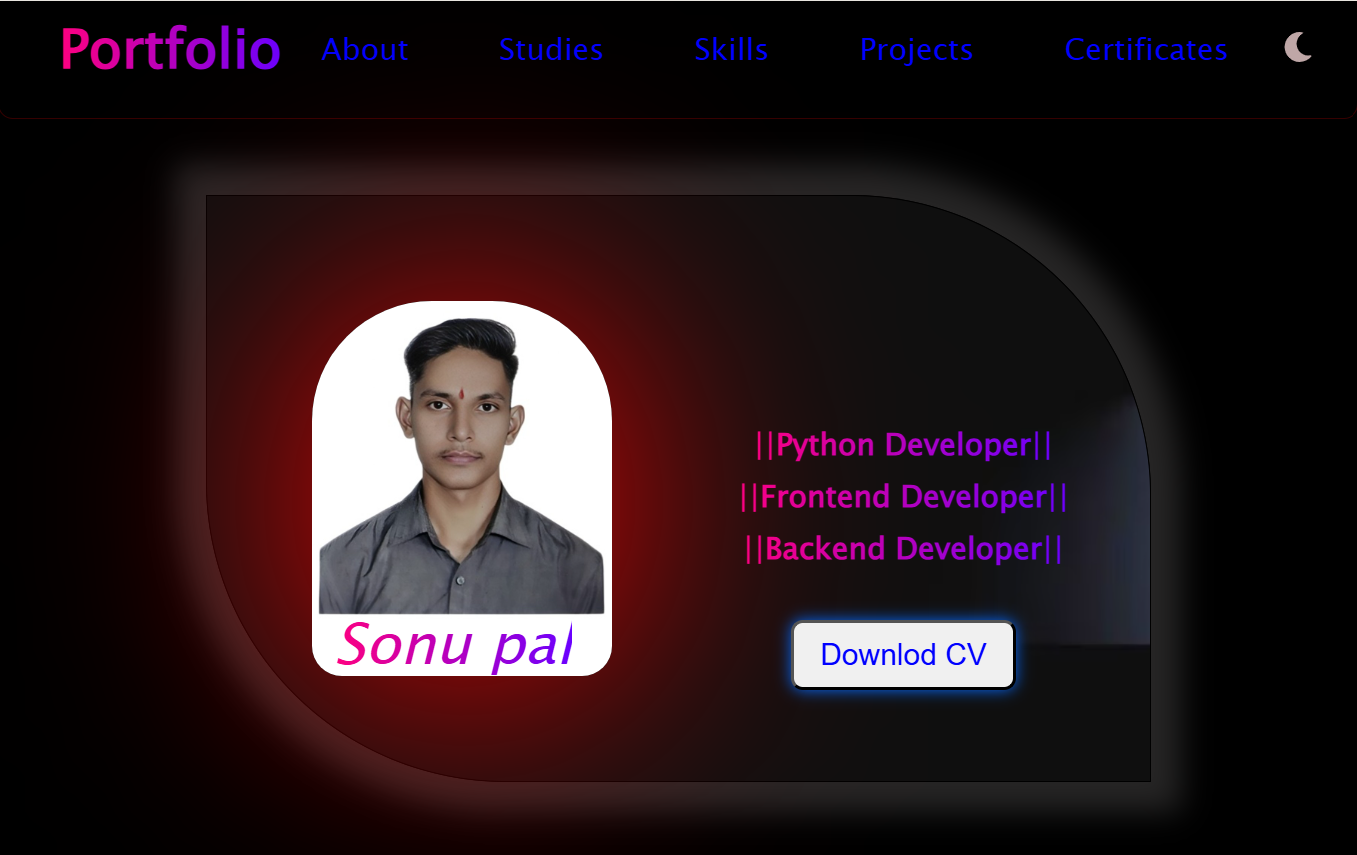 Portfolio About Studies Skills Projects Certificates
||Python Developer||
||Frontend Developer||
||Backend Developer||
Sonu pal
Downlod CV